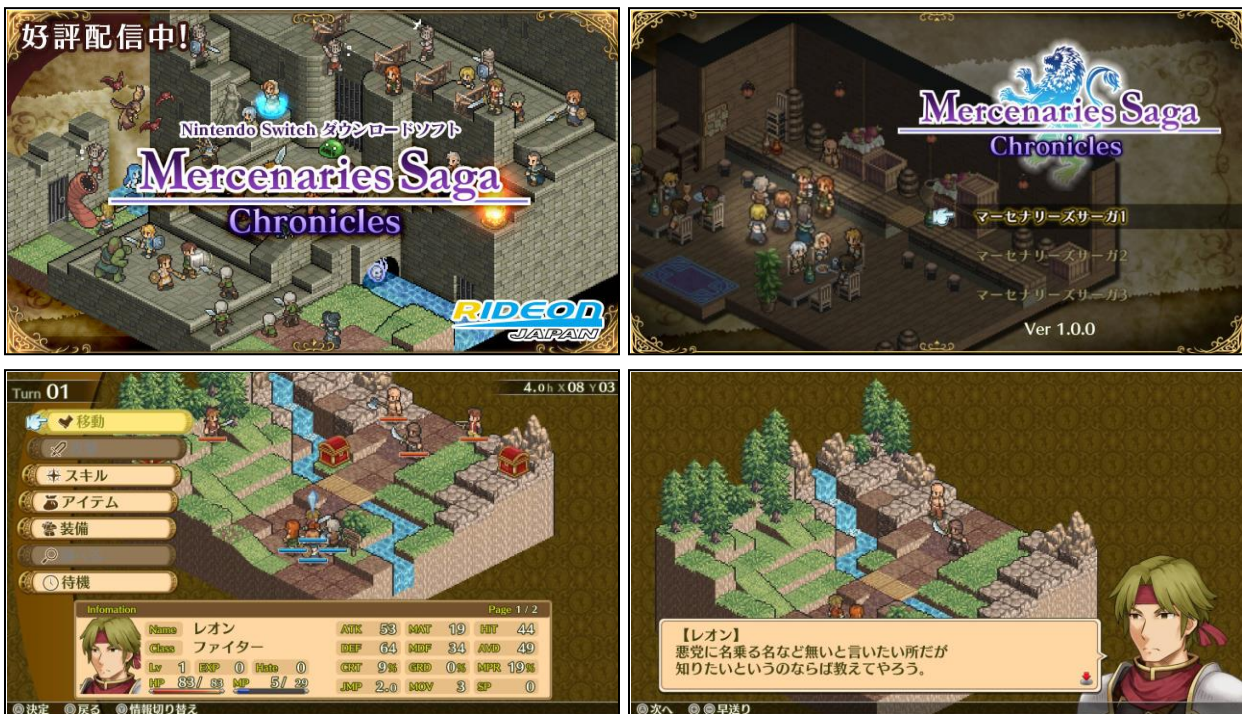 好評配信中!
Nintendo Switch ダウンロードソフト
Mercenaries Saga
Chronicles
RIDEON
JAPAN
Mercenaries Saga
Chronicles
マーセナリーズサーガ1
マーセナリーズサーガ2
マーセナリーズサーガ3
Ver 1.0.0
Turn 01
4.0h X08 Y03
移動
スキル
アイテム
装備
待機
Infomation Page 1 / 2
Name レオン ATK 53 MAT 19 HIT 44
Class ファイター DEF 64 MDF 34 AVD 49
Lv 1 EXP 0 Hate 0 CRT 9% GRD 0% MPR 19%
HP 83/ 83 MP 5/ 29 JMP 2.0 MOV 3 SP 0
決定 戻る 情報切り替え
【レオン】
悪党に名乗る名など無いと言いたい所だが
知りたいというのならば教えてやろう。
次へ 早送り